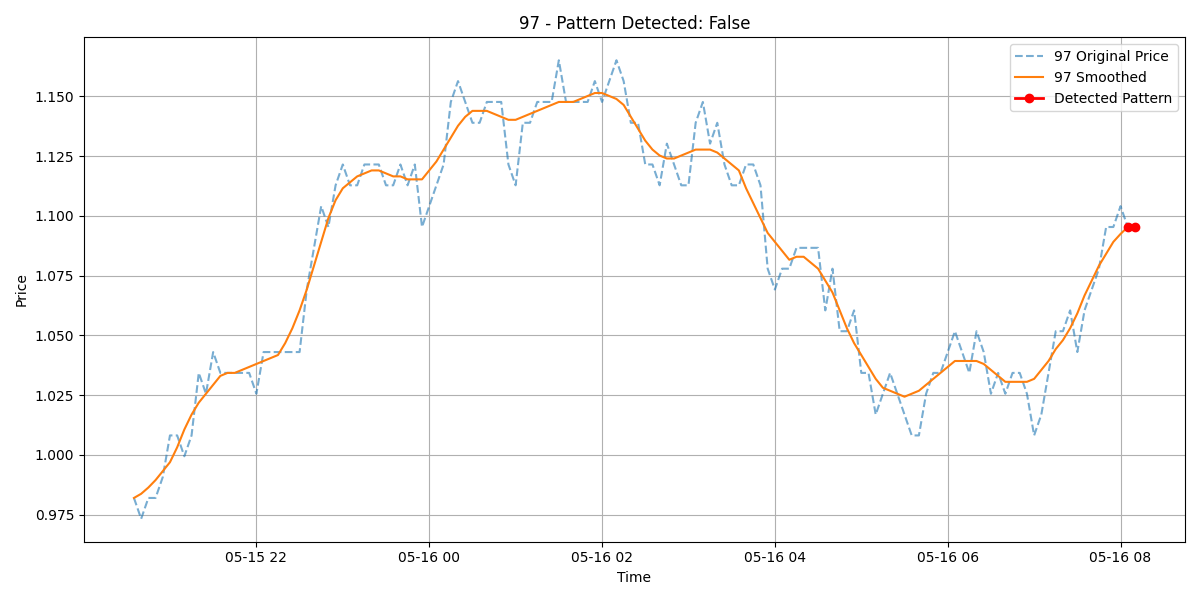 97 - Pattern Detected: False
97 Original Price
97 Smoothed
Detected Pattern
Price
1.150
1.125
1.100
1.075
1.050
1.025
1.000
0.975
05-15 22
05-16 00
05-16 02
05-16 04
05-16 06
05-16 08
Time